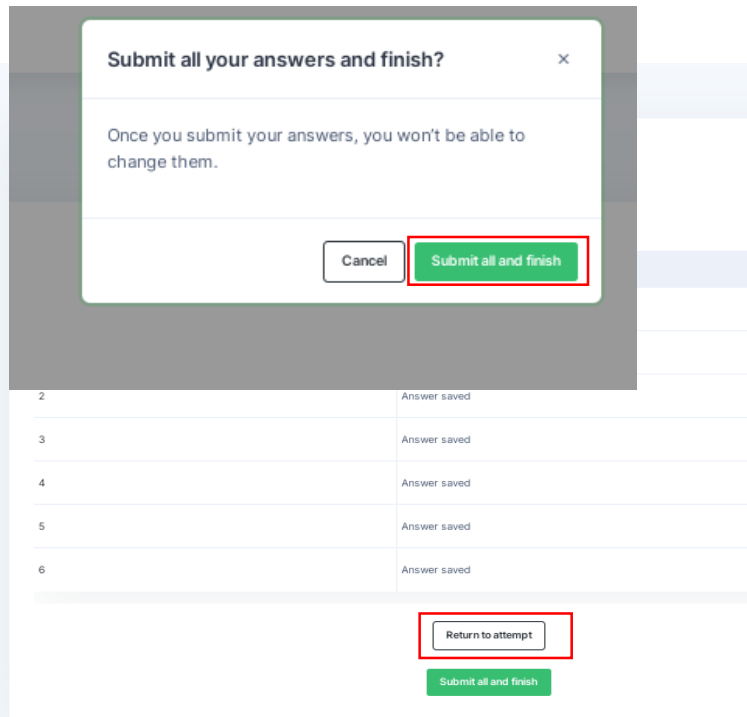 Submit all your answers and finish? ×
Once you submit your answers, you won't be able to
change them.
Cancel Submit all and finish
2 Answer saved
3 Answer saved
4 Answer saved
5 Answer saved
6 Answer saved
Return to attempt
Submit all and finish